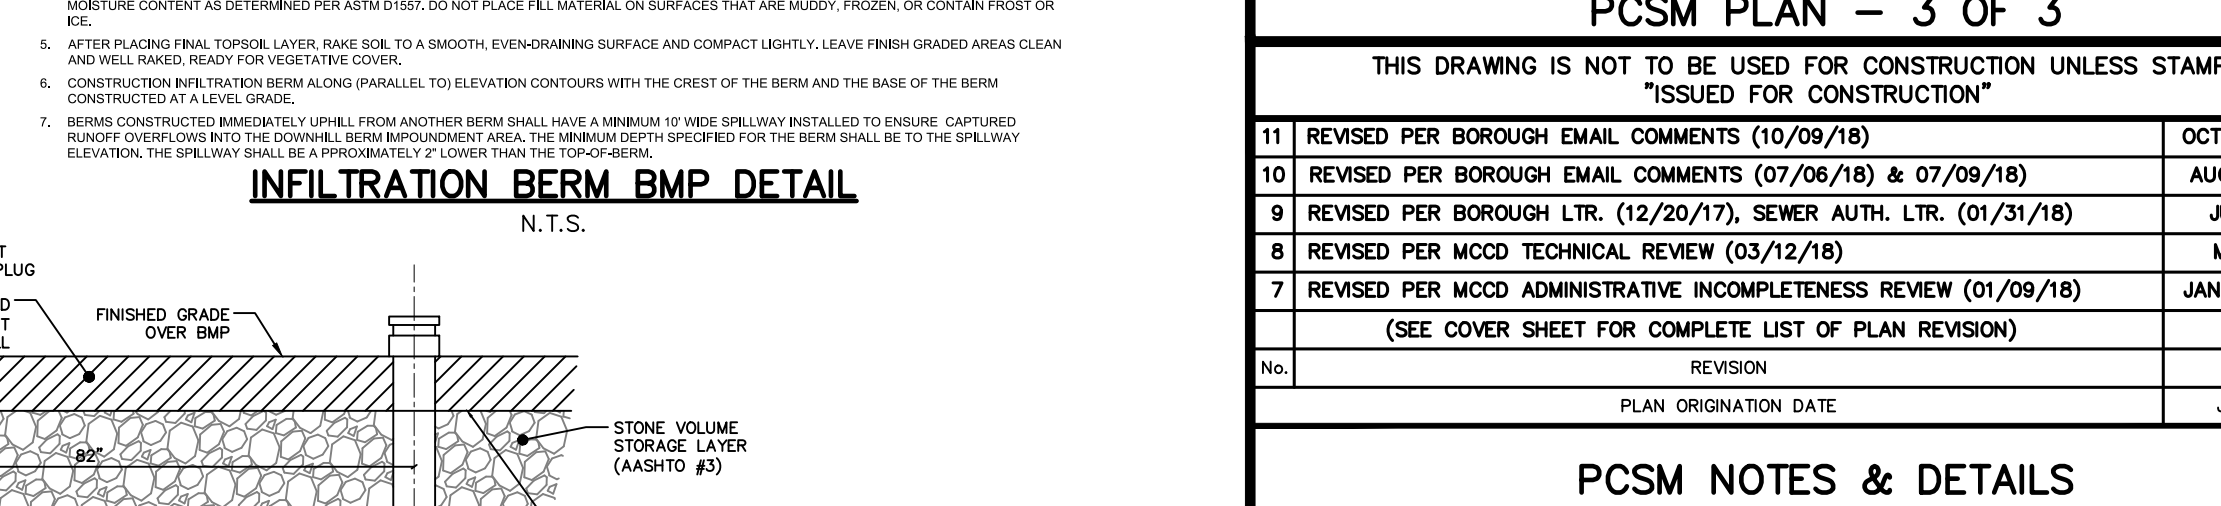 MOISTURE CONTENT AS DETERMINED PER ASTM D1557. DO NOT PLACE FILL MATERIAL ON SURFACES THAT ARE MUDDY, FROZEN, OR CONTAIN FROST OR
ICE.
5. AFTER PLACING FINAL TOPSOIL LAYER, RAKE SOIL TO A SMOOTH, EVEN-DRAINING SURFACE AND COMPACT LIGHTLY. LEAVE FINISH GRADED AREAS CLEAN
AND WELL RAKED, READY FOR VEGETATIVE COVER.
6. CONSTRUCTION INFILTRATION BERM ALONG (PARALLEL TO) ELEVATION CONTOURS WITH THE CREST OF THE BERM AND THE BASE OF THE BERM
CONSTRUCTED AT A LEVEL GRADE.
7. BERMS CONSTRUCTED IMMEDIATELY UPHILL FROM ANOTHER BERM SHALL HAVE A MINIMUM 10' WIDE SPILLWAY INSTALLED TO ENSURE CAPTURED
RUNOFF OVERFLOWS INTO THE DOWNHILL BERM IMPOUNDMENT AREA. THE MINIMUM DEPTH SPECIFIED FOR THE BERM SHALL BE TO THE SPILLWAY
ELEVATION. THE SPILLWAY SHALL BE A PPROXIMATELY 2" LOWER THAN THE TOP-OF-BERM.
INFILTRATION BERM BMP DETAIL
N.T.S.
PLUG
FINISHED GRADE
OVER BMP
82"
STONE VOLUME
STORAGE LAYER
(AASHTO #3)
PCSM PLAN - 3 OF 3
THIS DRAWING IS NOT TO BE USED FOR CONSTRUCTION UNLESS STAMP
"ISSUED FOR CONSTRUCTION"
11 REVISED PER BOROUGH EMAIL COMMENTS (10/09/18) OCT
10 REVISED PER BOROUGH EMAIL COMMENTS (07/06/18) & 07/09/18)
9 REVISED PER BOROUGH LTR. (12/20/17), SEWER AUTH. LTR. (01/31/18)
8 REVISED PER MCCD TECHNICAL REVIEW (03/12/18)
7 REVISED PER MCCD ADMINISTRATIVE INCOMPLETENESS REVIEW (01/09/18) JAN
(SEE COVER SHEET FOR COMPLETE LIST OF PLAN REVISION)
No. REVISION
PLAN ORIGINATION DATE
PCSM NOTES & DETAILS